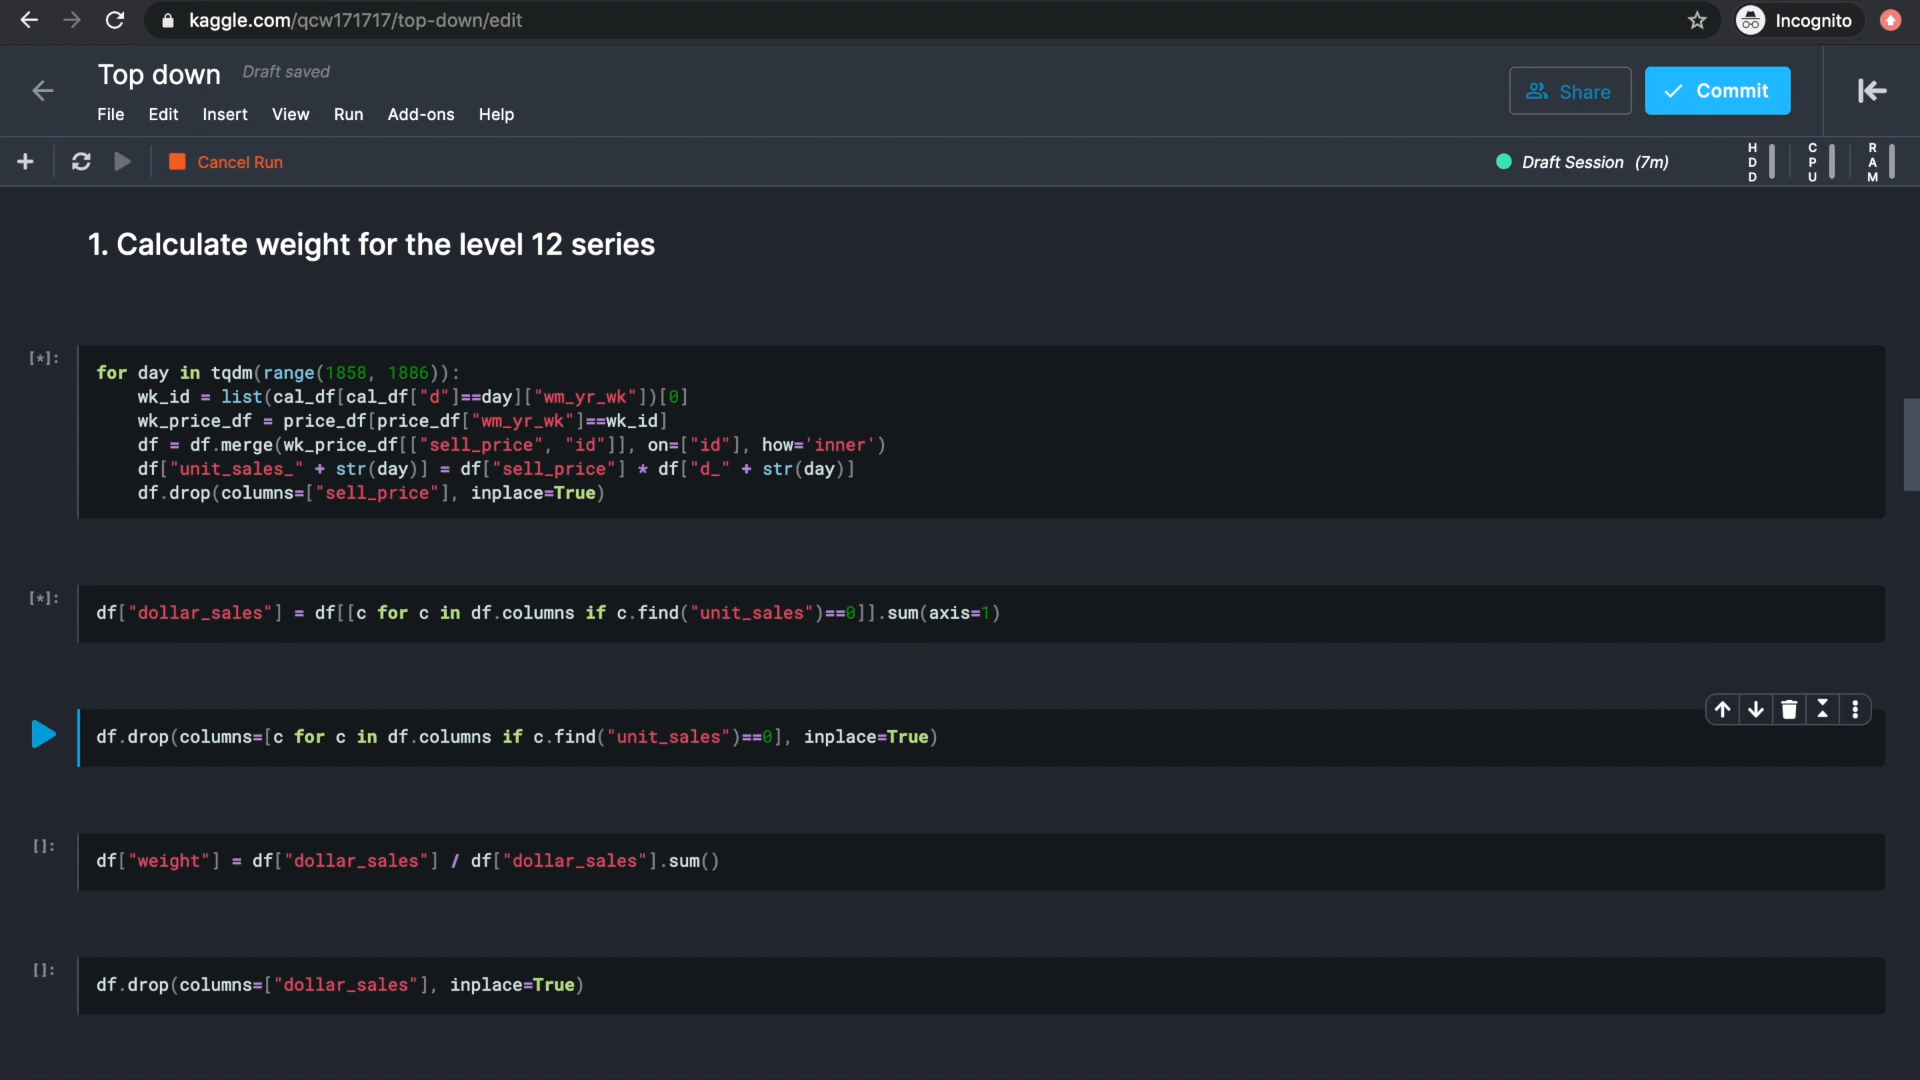 kaggle.com/qcw171717/top-down/edit
Incognito
Top down
Draft saved
File Edit Insert View Run Add-ons Help
Share
Commit
Cancel Run
Draft Session (7m)
HDD
CPU
RAM
1. Calculate weight for the level 12 series
[*]:
for day in tqdm(range(1858, 1886)):
    wk_id = list(cal_df[cal_df["d"]==day]["wm_yr_wk"])[0]
    wk_price_df = price_df[price_df["wm_yr_wk"]==wk_id]
    df = df.merge(wk_price_df[["sell_price", "id"]], on=["id"], how='inner')
    df["unit_sales_" + str(day)] = df["sell_price"] * df["d_" + str(day)]
    df.drop(columns=["sell_price"], inplace=True)
[*]:
df["dollar_sales"] = df[[c for c in df.columns if c.find("unit_sales")==0]].sum(axis=1)
df.drop(columns=[c for c in df.columns if c.find("unit_sales")==0], inplace=True)
[]:
df["weight"] = df["dollar_sales"] / df["dollar_sales"].sum()
[]:
df.drop(columns=["dollar_sales"], inplace=True)